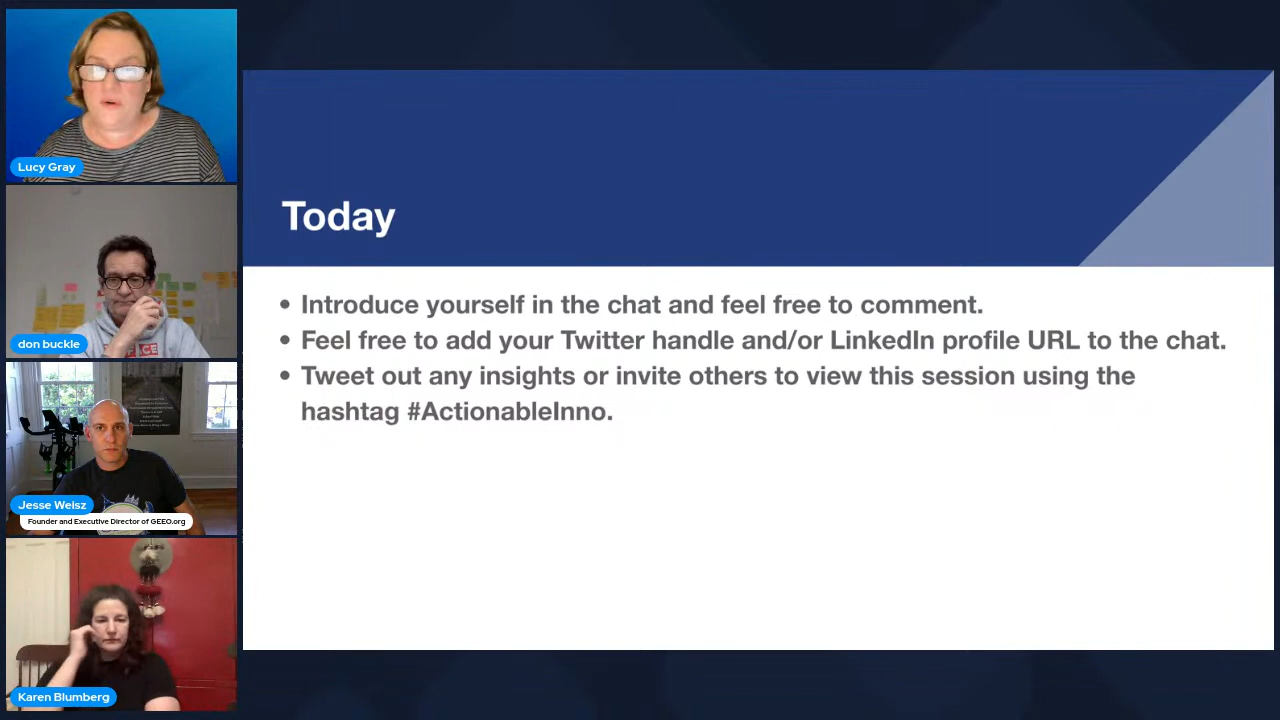 Lucy Gray
don buckle
Jesse Weisz
Founder and Executive Director of GEEO.org
Karen Blumberg
Today
• Introduce yourself in the chat and feel free to comment.
• Feel free to add your Twitter handle and/or LinkedIn profile URL to the chat.
• Tweet out any insights or invite others to view this session using the
hashtag #ActionableInno.